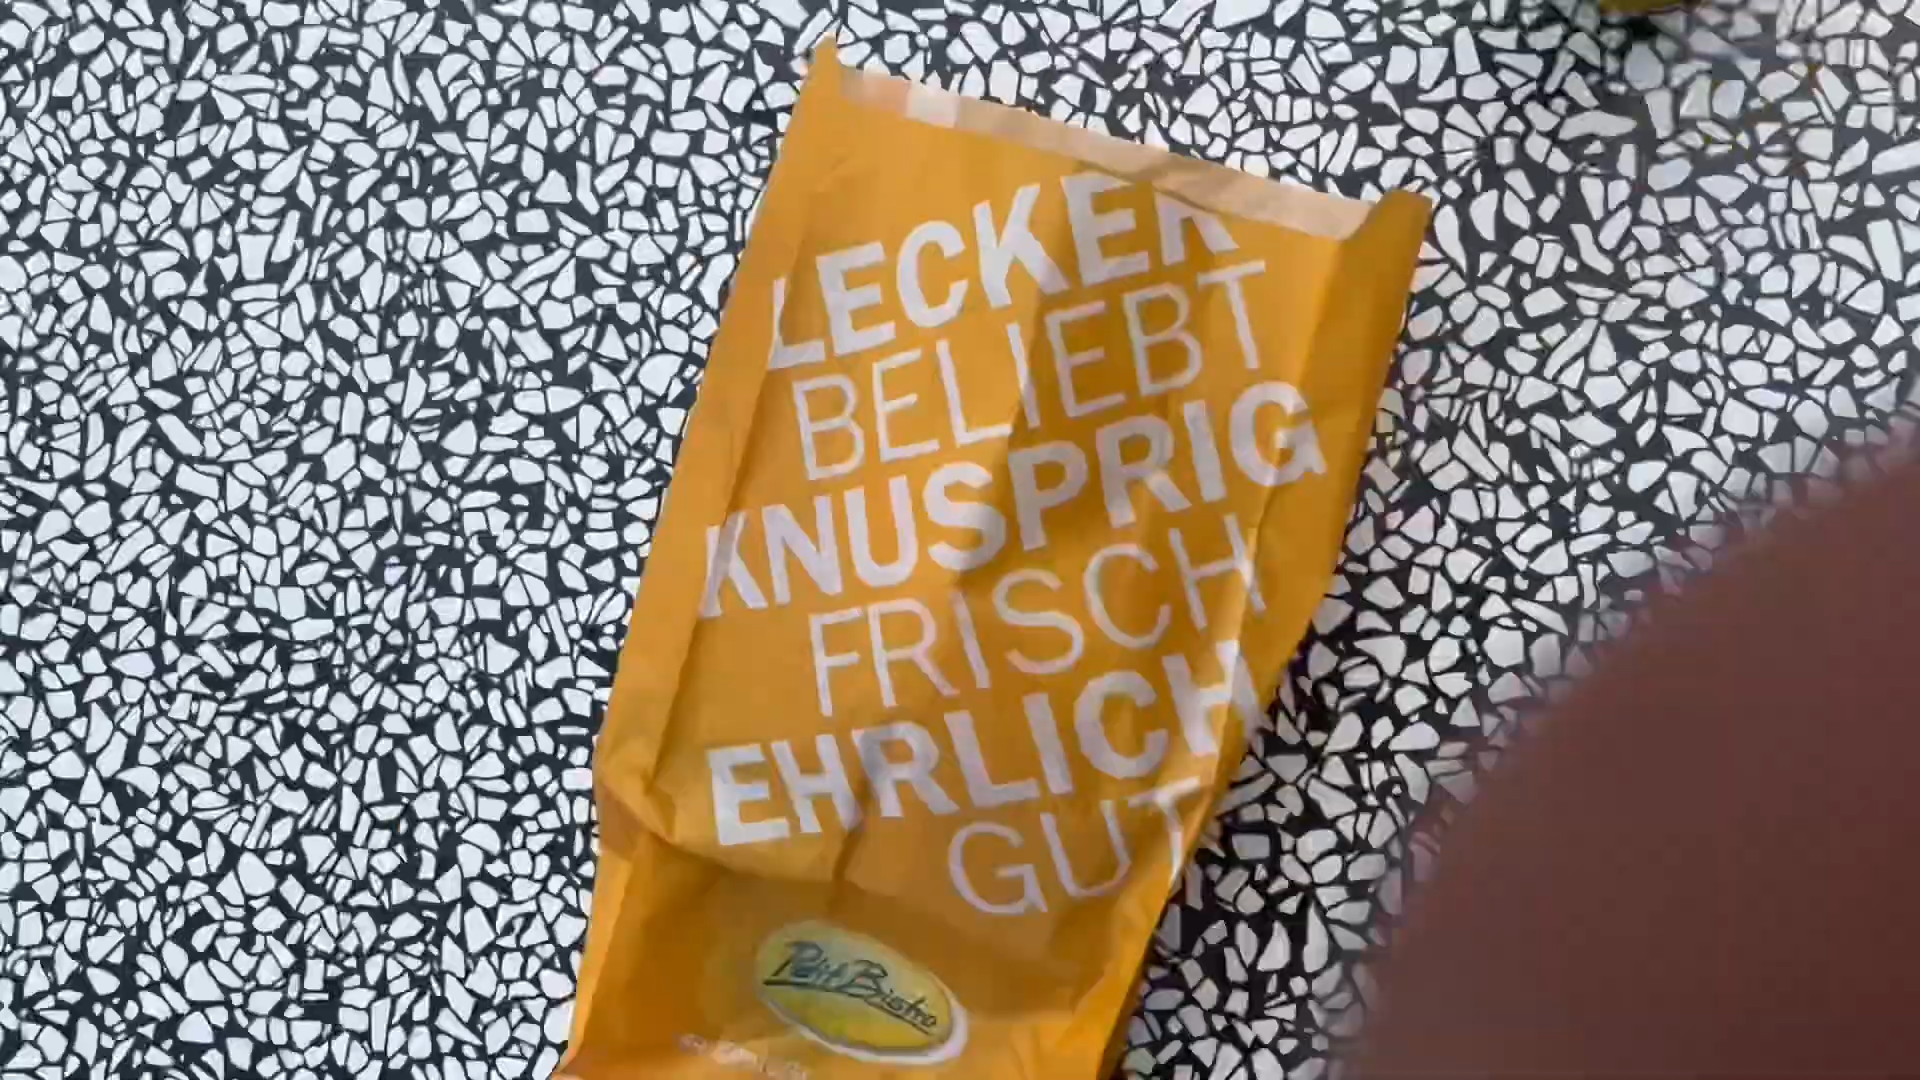 LECKER
BELIEBT
KNUSPRIG
FRISCH
EHRLICH
GUT
Petit Bistro